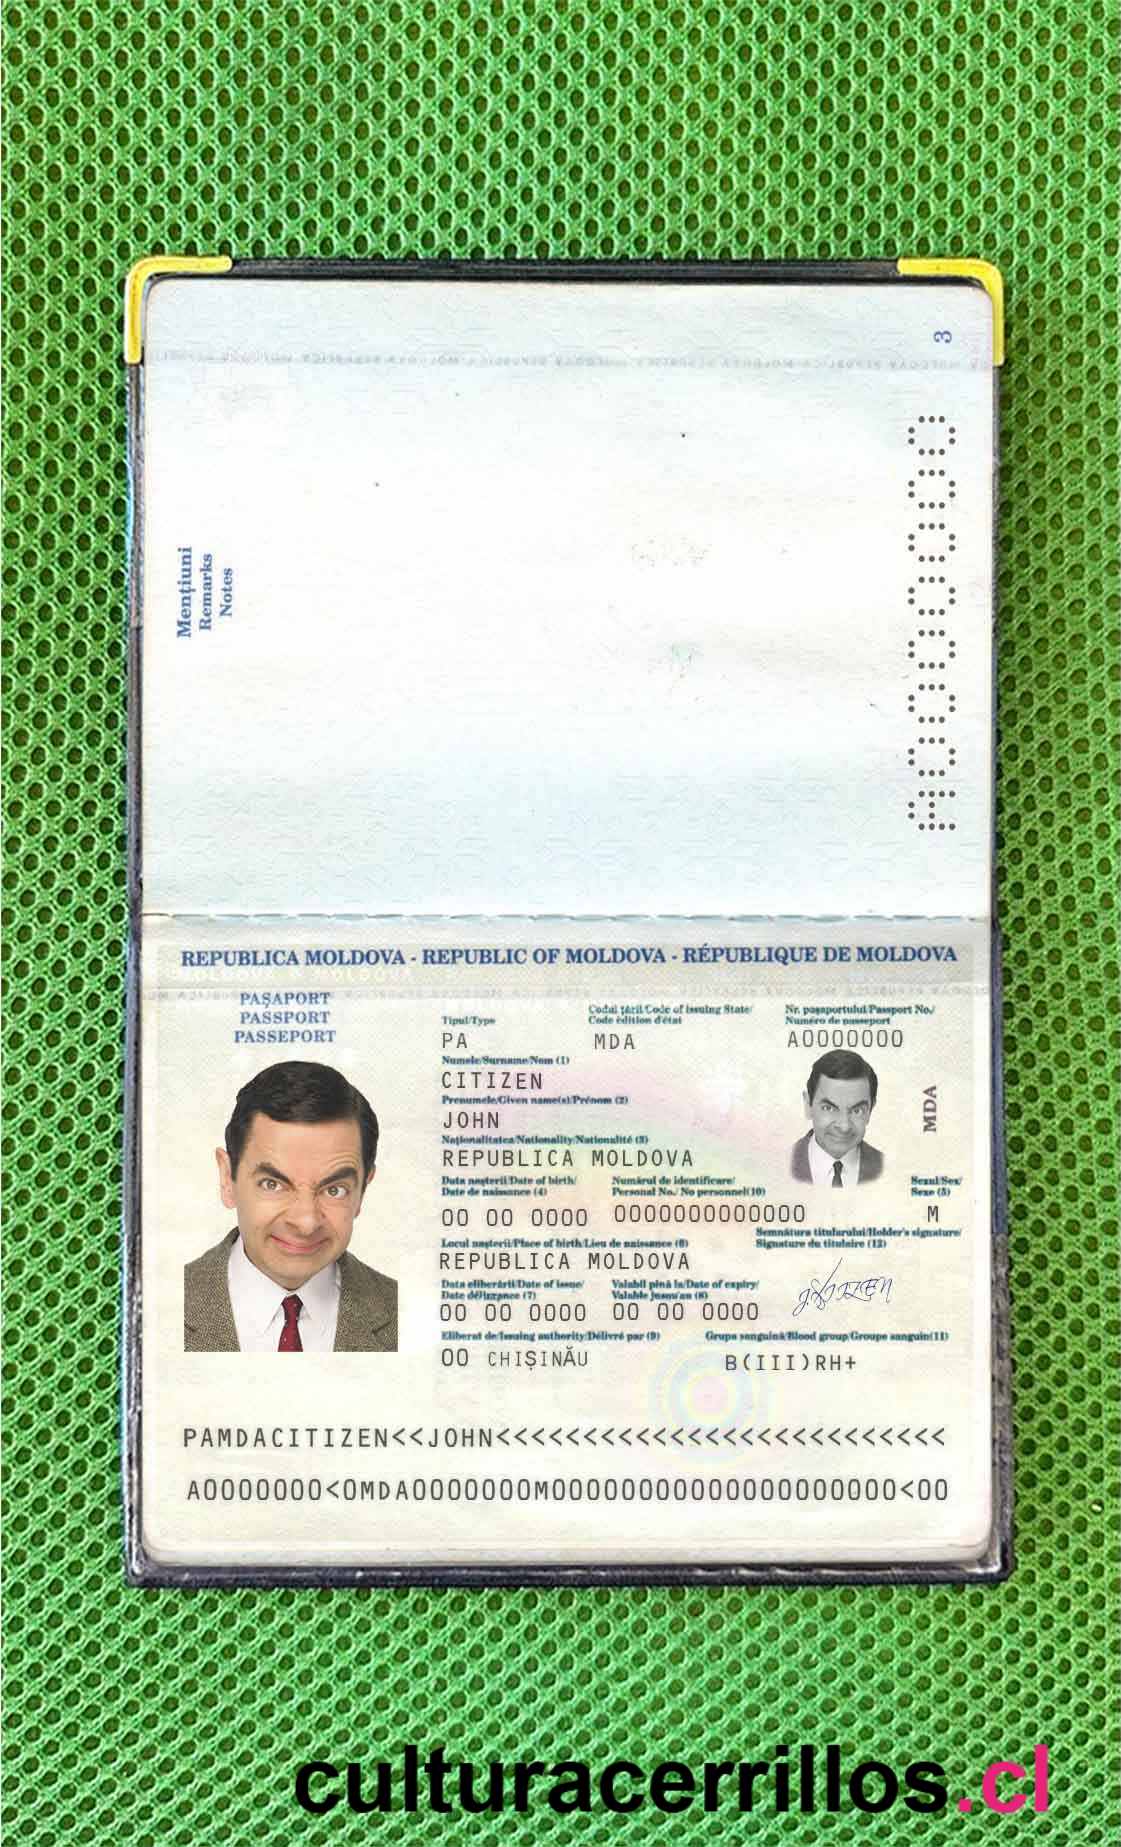 3
Mențiuni
Remarks
Notes
A0000000
REPUBLICA MOLDOVA - REPUBLIC OF MOLDOVA - RÉPUBLIQUE DE MOLDOVA
PAȘAPORT
PASSPORT
PASSEPORT
Tipul/Type
Codul țării/Code of issuing State/
Code édition d'état
Nr. pașaportului/Passport No./
Numéro de passeport
PA
MDA
A0000000
Numele/Surname/Nom (1)
CITIZEN
Prenumele/Given name(s)/Prénom (2)
JOHN
MDA
Naționalitatea/Nationality/Nationalité (3)
REPUBLICA MOLDOVA
Data nașterii/Date of birth/
Date de naissance (4)
Numărul de identificare/
Personal No./ No personnel(10)
Sexul/Sex/
Sexe (5)
00 00 0000
0000000000000
M
Locul nașterii/Place of birth/Lieu de naissance (6)
Semnătura titularului/Holder's signature/
Signature du titulaire (12)
REPUBLICA MOLDOVA
Data eliberării/Date of issue/
Valabil pînă la/Date of expiry/
Valable jusqu'au (8)
00 00 0000
00 00 0000
J.CITIZEN
Eliberat de/Issuing authority/Délivré par (9)
Grupa sanguină/Blood group/Groupe sanguin(11)
00 CHIȘINĂU
B(III)RH+
PAMDACITIZEN<<JOHN<<<<<<<<<<<<<<<<<<<<<<<<<<
A0000000<0MDA0000000M00000000000000000000<00
culturacerrillos.cl